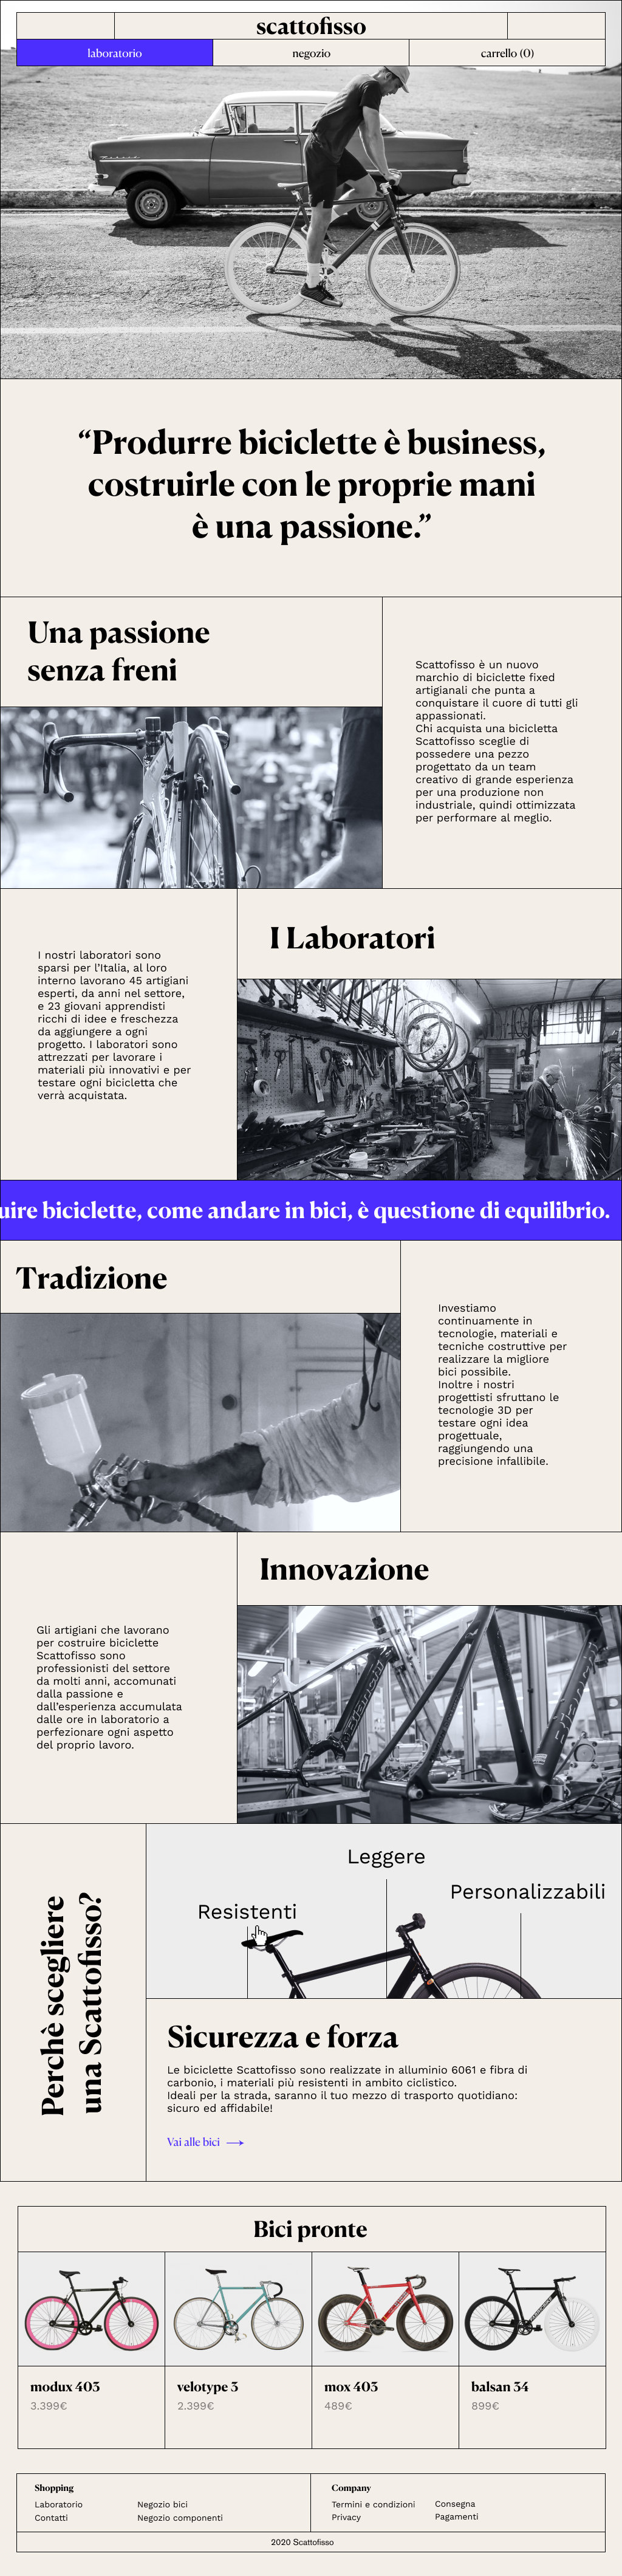 scattofisso
laboratorio
negozio
carrello (0)
“Produrre biciclette è business,
costruirle con le proprie mani
è una passione.”
Una passione
senza freni
Scattofisso è un nuovo
marchio di biciclette fixed
artigianali che punta a
conquistare il cuore di tutti gli
appassionati.
Chi acquista una bicicletta
Scattofisso sceglie di
possedere una pezzo
progettato da un team
creativo di grande esperienza
per una produzione non
industriale, quindi ottimizzata
per performare al meglio.
I Laboratori
I nostri laboratori sono
sparsi per l’Italia, al loro
interno lavorano 45 artigiani
esperti, da anni nel settore,
e 23 giovani apprendisti
ricchi di idee e freschezza
da aggiungere a ogni
progetto. I laboratori sono
attrezzati per lavorare i
materiali più innovativi e per
testare ogni bicicletta che
verrà acquistata.
uire biciclette, come andare in bici, è questione di equilibrio.
Tradizione
Investiamo
continuamente in
tecnologie, materiali e
tecniche costruttive per
realizzare la migliore
bici possibile.
Inoltre i nostri
progettisti sfruttano le
tecnologie 3D per
testare ogni idea
progettuale,
raggiungendo una
precisione infallibile.
Innovazione
Gli artigiani che lavorano
per costruire biciclette
Scattofisso sono
professionisti del settore
da molti anni, accomunati
dalla passione e
dall’esperienza accumulata
dalle ore in laboratorio a
perfezionare ogni aspetto
del proprio lavoro.
Perchè scegliere
una Scattofisso?
Leggere
Personalizzabili
Resistenti
Sicurezza e forza
Le biciclette Scattofisso sono realizzate in alluminio 6061 e fibra di
carbonio, i materiali più resistenti in ambito ciclistico.
Ideali per la strada, saranno il tuo mezzo di trasporto quotidiano:
sicuro ed affidabile!
Vai alle bici
Bici pronte
modux 403
3.399€
velotype 3
2.399€
mox 403
489€
balsan 34
899€
Shopping
Laboratorio
Contatti
Negozio bici
Negozio componenti
Company
Termini e condizioni
Privacy
Consegna
Pagamenti
2020 Scattofisso